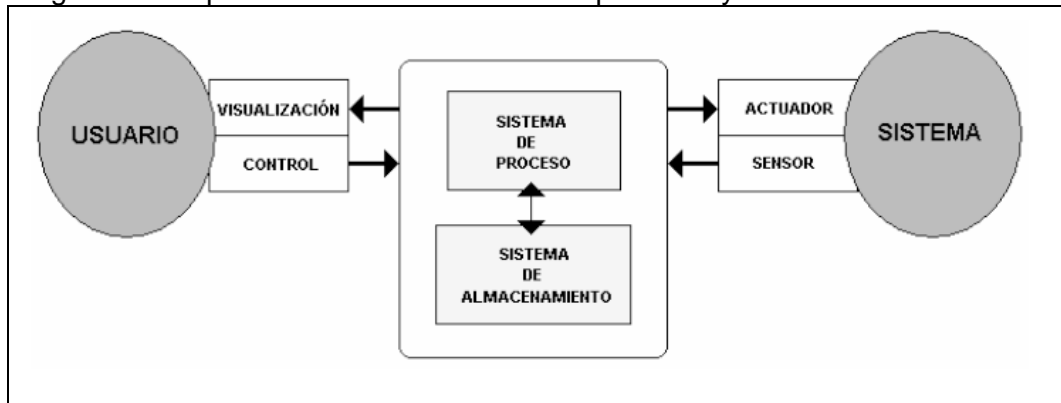 USUARIO
VISUALIZACIÓN
CONTROL
SISTEMA
DE
PROCESO
SISTEMA
DE
ALMACENAMIENTO
ACTUADOR
SENSOR
SISTEMA